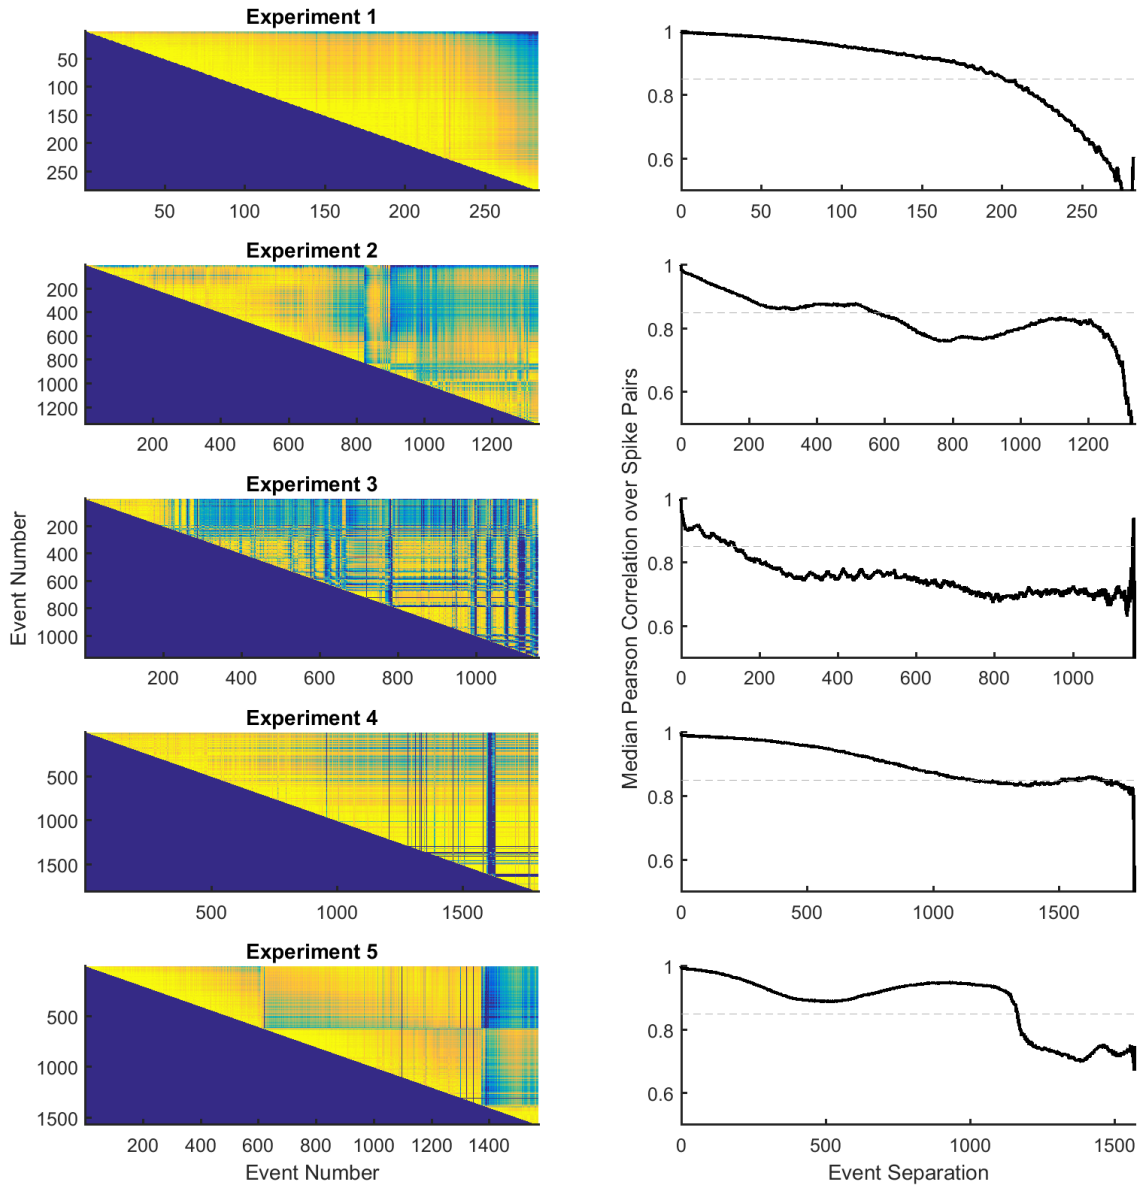 Experiment 1
50
100
150
200
250
50 100 150 200 250
1
0.8
0.6
0 50 100 150 200 250
Experiment 2
200
400
600
800
1000
1200
200 400 600 800 1000 1200
1
0.8
0.6
0 200 400 600 800 1000 1200
Experiment 3
200
400
600
800
1000
200 400 600 800 1000
1
0.8
0.6
0 200 400 600 800 1000
Experiment 4
500
1000
1500
500 1000 1500
1
0.8
0.6
0 500 1000 1500
Experiment 5
500
1000
1500
200 400 600 800 1000 1200 1400
1
0.8
0.6
0 500 1000 1500
Event Number
Event Number
Median Pearson Correlation over Spike Pairs
Event Separation